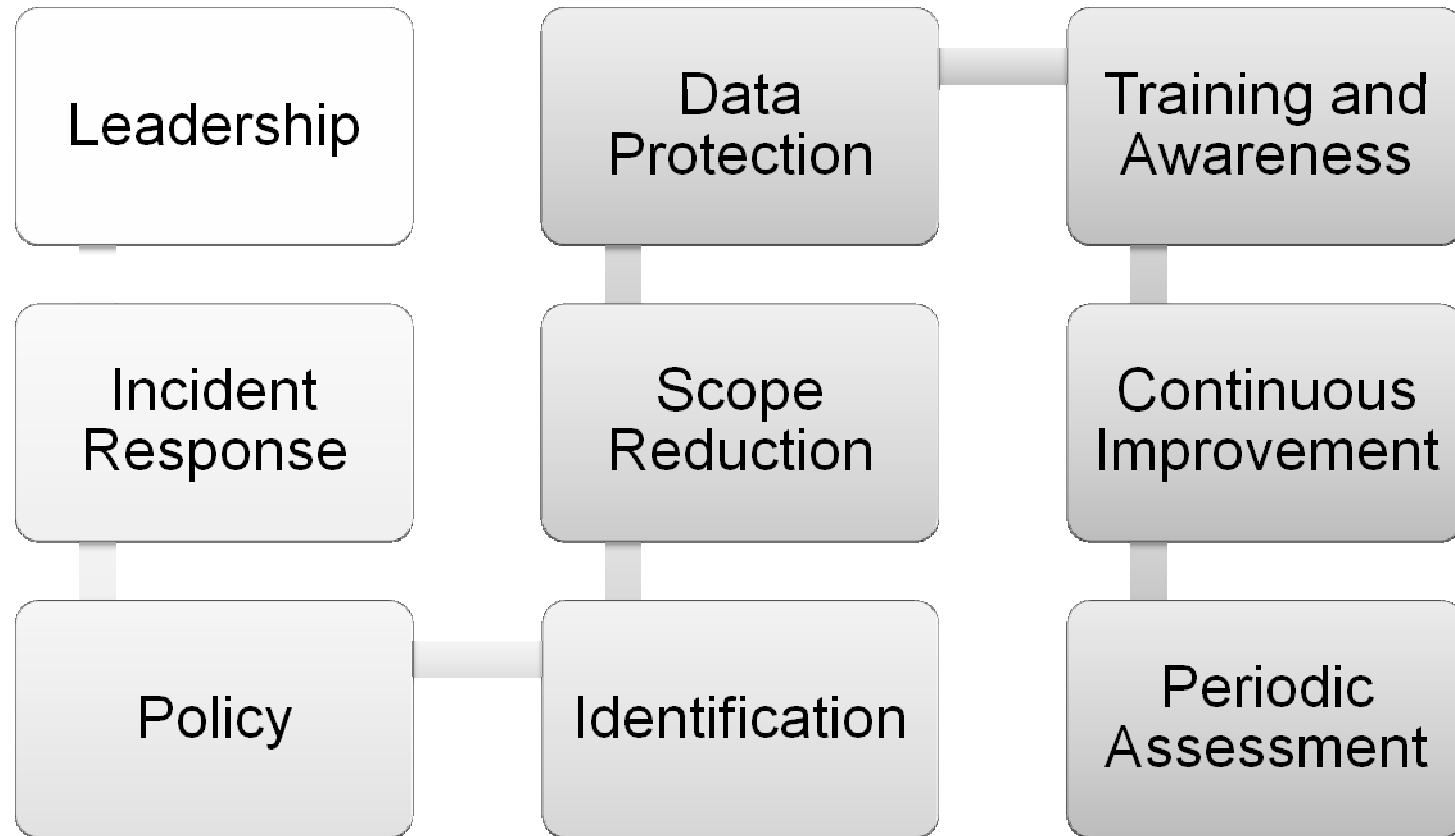 Leadership
Incident
Response
Policy
Identification
Scope
Reduction
Data
Protection
Training and
Awareness
Continuous
Improvement
Periodic
Assessment